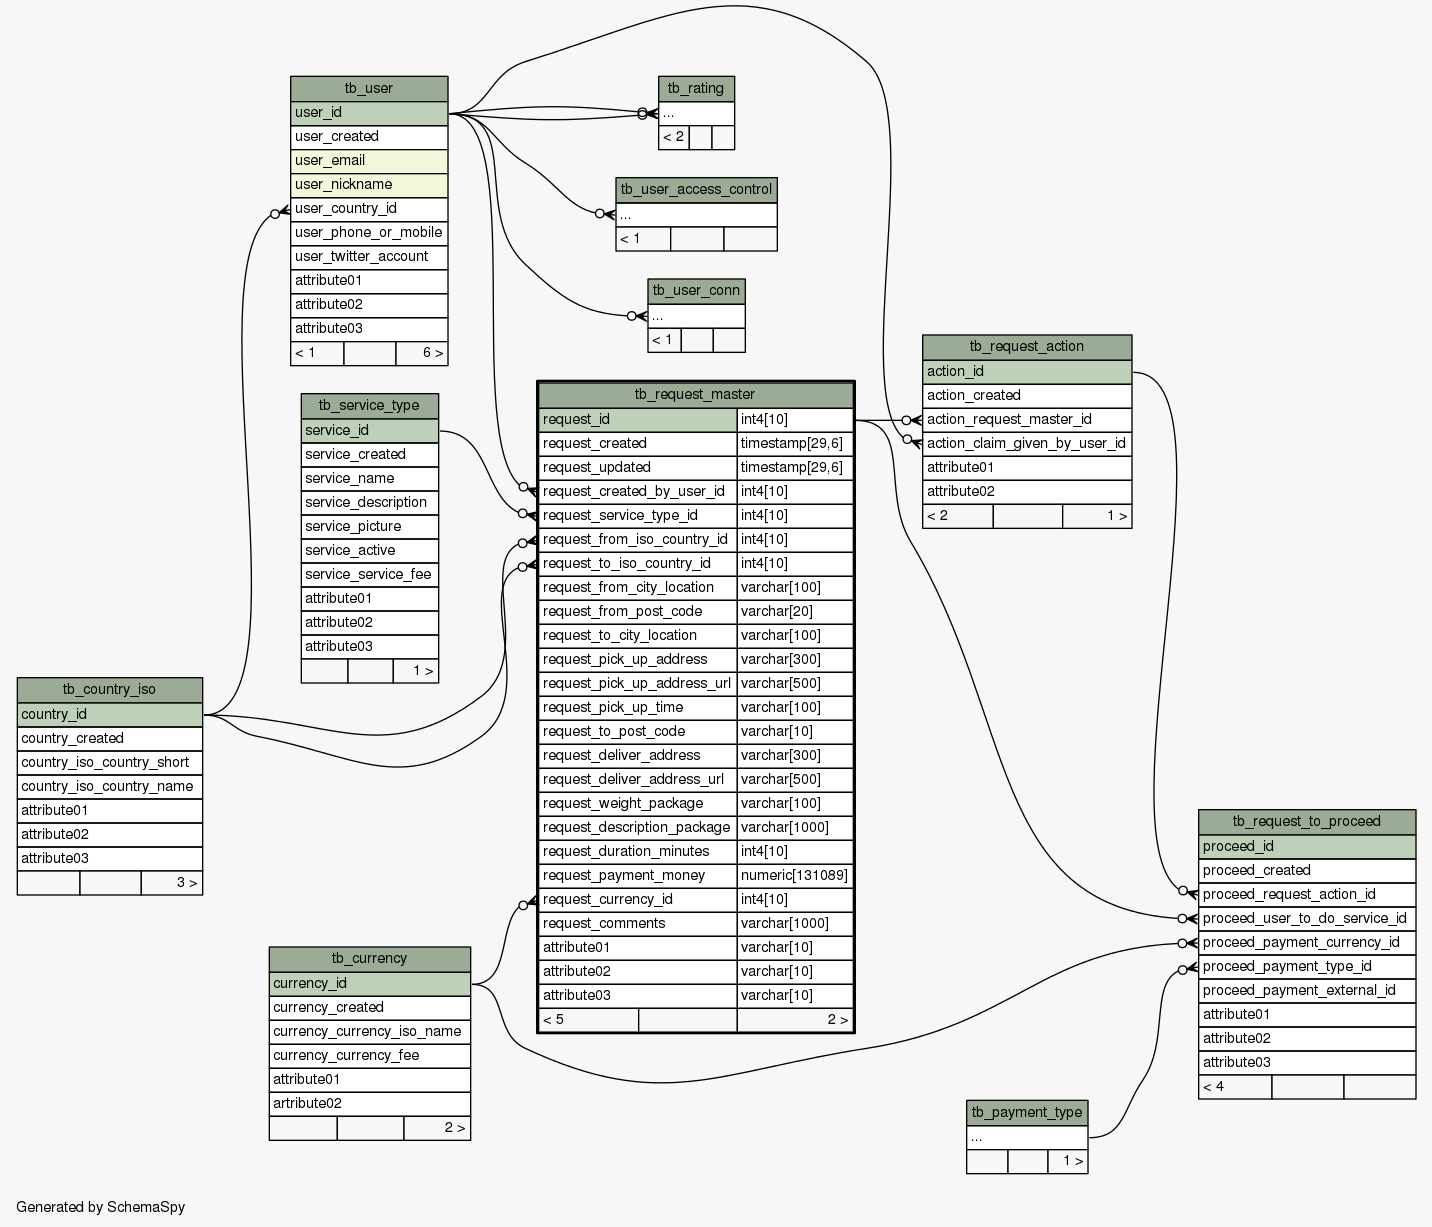 tb_user
user_id
user_created
user_email
user_nickname
user_country_id
user_phone_or_mobile
user_twitter_account
attribute01
attribute02
attribute03
< 1 6 >
tb_rating
...
< 2
tb_user_access_control
...
< 1
tb_user_conn
...
< 1
tb_request_action
action_id
action_created
action_request_master_id
action_claim_given_by_user_id
attribute01
attribute02
< 2 1 >
tb_service_type
service_id
service_created
service_name
service_description
service_picture
service_active
service_service_fee
attribute01
attribute02
attribute03
1 >
tb_request_master
request_id int4[10]
request_created timestamp[29,6]
request_updated timestamp[29,6]
request_created_by_user_id int4[10]
request_service_type_id int4[10]
request_from_iso_country_id int4[10]
request_to_iso_country_id int4[10]
request_from_city_location varchar[100]
request_from_post_code varchar[20]
request_to_city_location varchar[100]
request_pick_up_address varchar[300]
request_pick_up_address_url varchar[500]
request_pick_up_time varchar[100]
request_to_post_code varchar[10]
request_deliver_address varchar[300]
request_deliver_address_url varchar[500]
request_weight_package varchar[100]
request_description_package varchar[1000]
request_duration_minutes int4[10]
request_payment_money numeric[131089]
request_currency_id int4[10]
request_comments varchar[1000]
attribute01 varchar[10]
attribute02 varchar[10]
attribute03 varchar[10]
< 5 2 >
tb_country_iso
country_id
country_created
country_iso_country_short
country_iso_country_name
attribute01
attribute02
attribute03
3 >
tb_request_to_proceed
proceed_id
proceed_created
proceed_request_action_id
proceed_user_to_do_service_id
proceed_payment_currency_id
proceed_payment_type_id
proceed_payment_external_id
attribute01
attribute02
attribute03
< 4
tb_currency
currency_id
currency_created
currency_currency_iso_name
currency_currency_fee
attribute01
artribute02
2 >
tb_payment_type
...
1 >
Generated by SchemaSpy